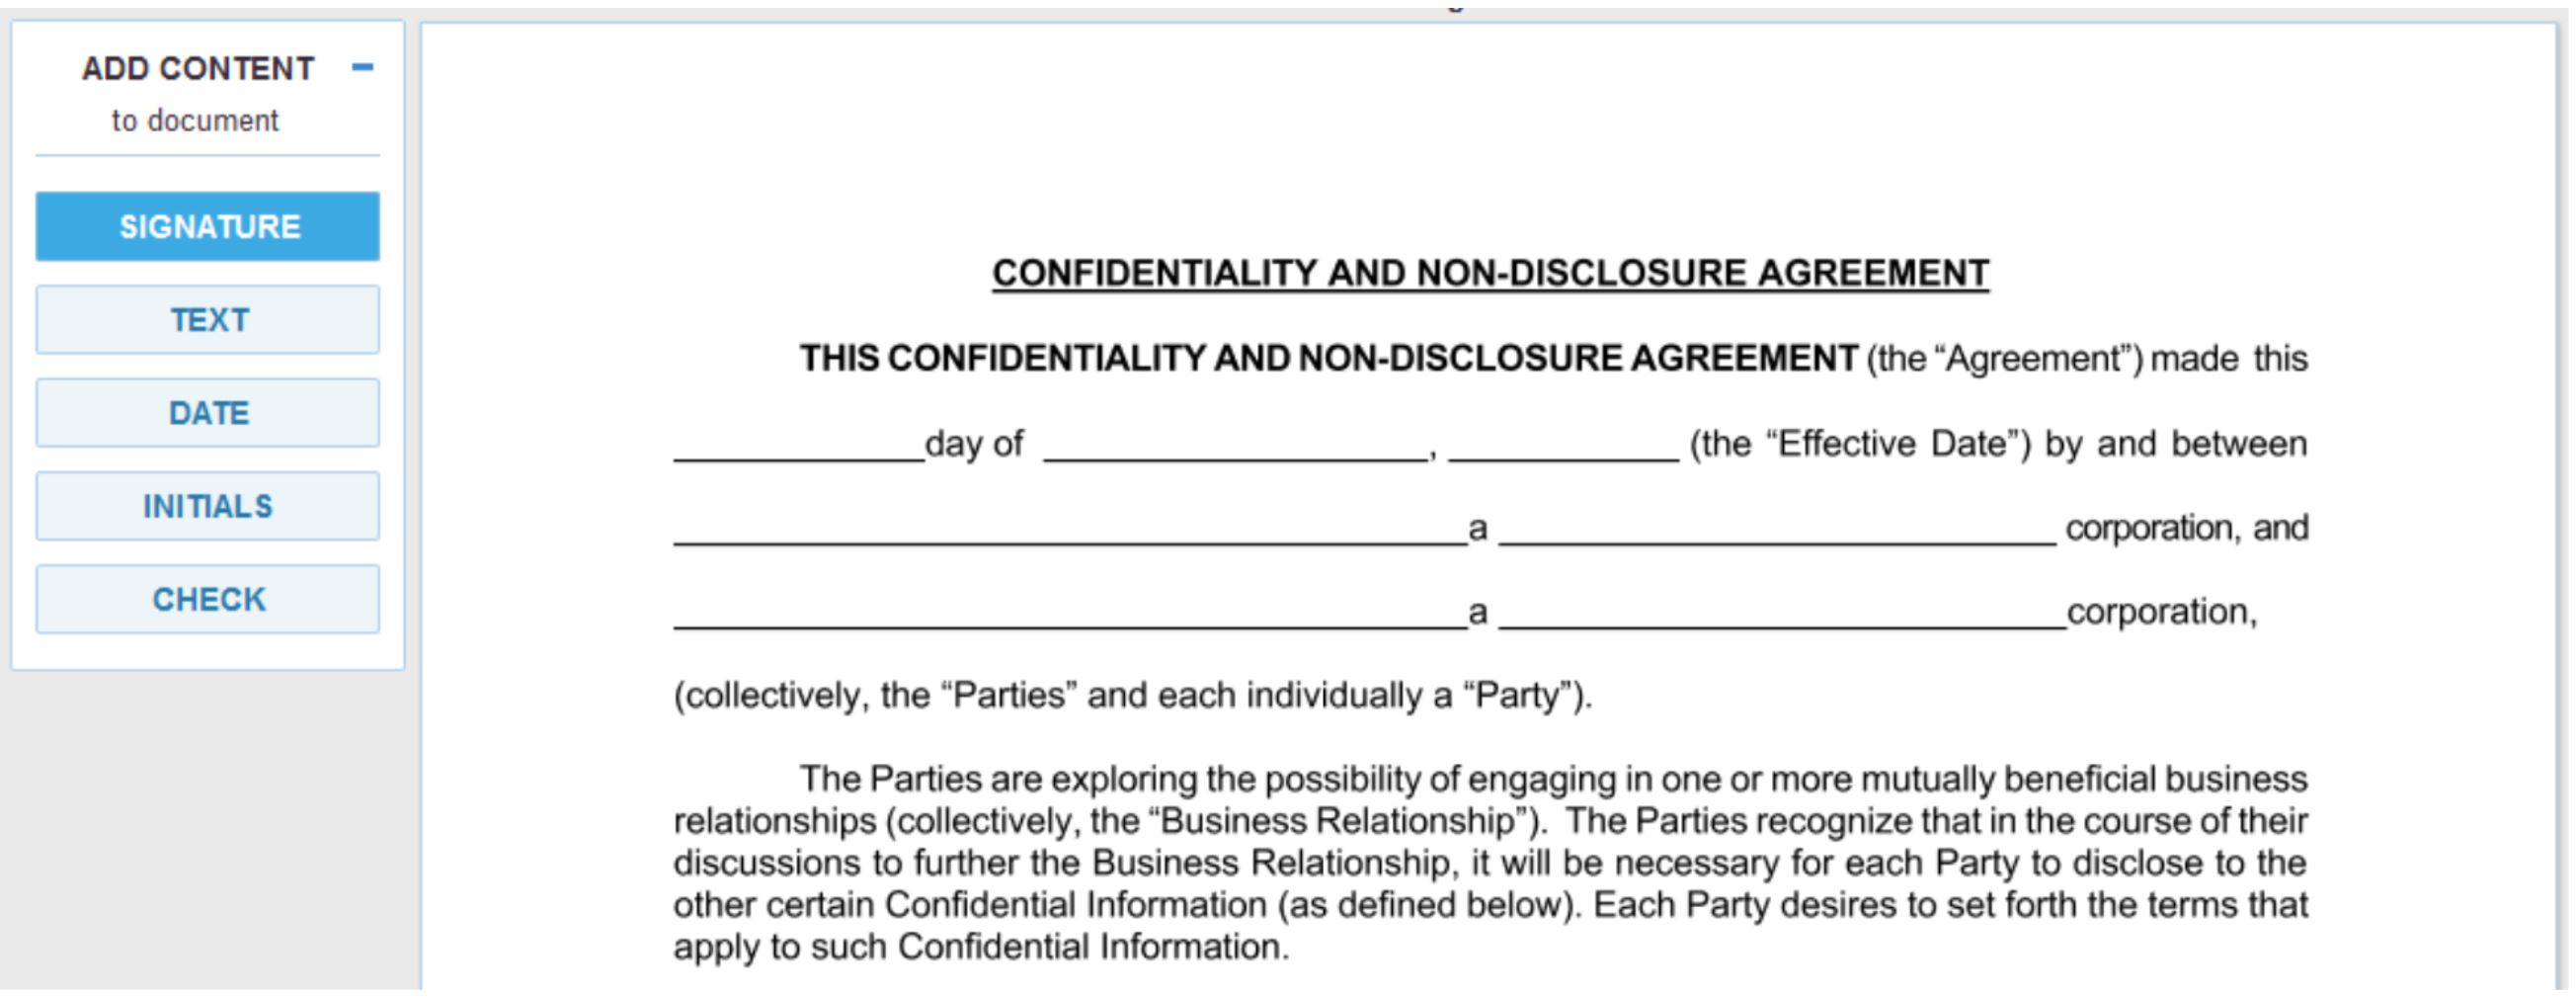 ADD CONTENT –
to document
SIGNATURE
TEXT
DATE
INITIALS
CHECK
CONFIDENTIALITY AND NON-DISCLOSURE AGREEMENT
THIS CONFIDENTIALITY AND NON-DISCLOSURE AGREEMENT (the “Agreement”) made this
____________day of ___________________, ___________ (the “Effective Date”) by and between
________________________________________a ____________________________ corporation, and
________________________________________a ____________________________corporation,
(collectively, the “Parties” and each individually a “Party”).
The Parties are exploring the possibility of engaging in one or more mutually beneficial business
relationships (collectively, the “Business Relationship”). The Parties recognize that in the course of their
discussions to further the Business Relationship, it will be necessary for each Party to disclose to the
other certain Confidential Information (as defined below). Each Party desires to set forth the terms that
apply to such Confidential Information.